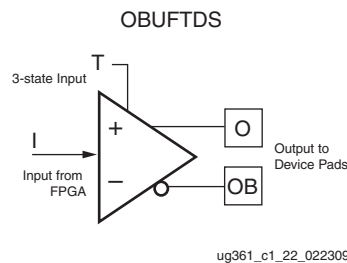 OBUFTDS
T
3-state Input
I
Input from
FPGA
+
–
O
OB
Output to
Device Pads
ug361_c1_22_022309